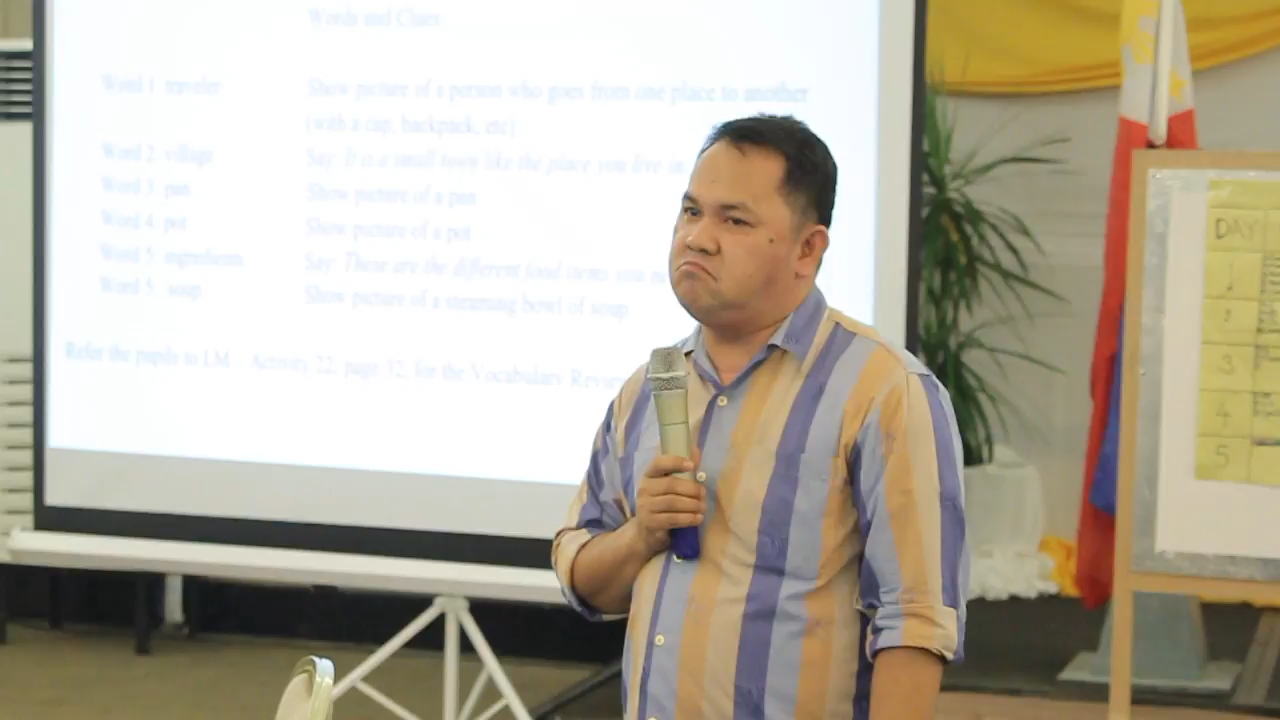 Words and Clues
Word 1: traveler Show picture of a person who goes from one place to another
(with a cap, backpack, etc)
Word 2: village Say: It is a small town like the place you live in
Word 3: pan Show picture of a pan
Word 4: pot Show picture of a pot
Word 5: ingredients Say: These are the different food items you
Word 5: soup Show picture of a steaming bowl of soup
Refer the pupils to LM - Activity 22, page 32, for the Vocabulary Review
DAY
1
2
3
4
5